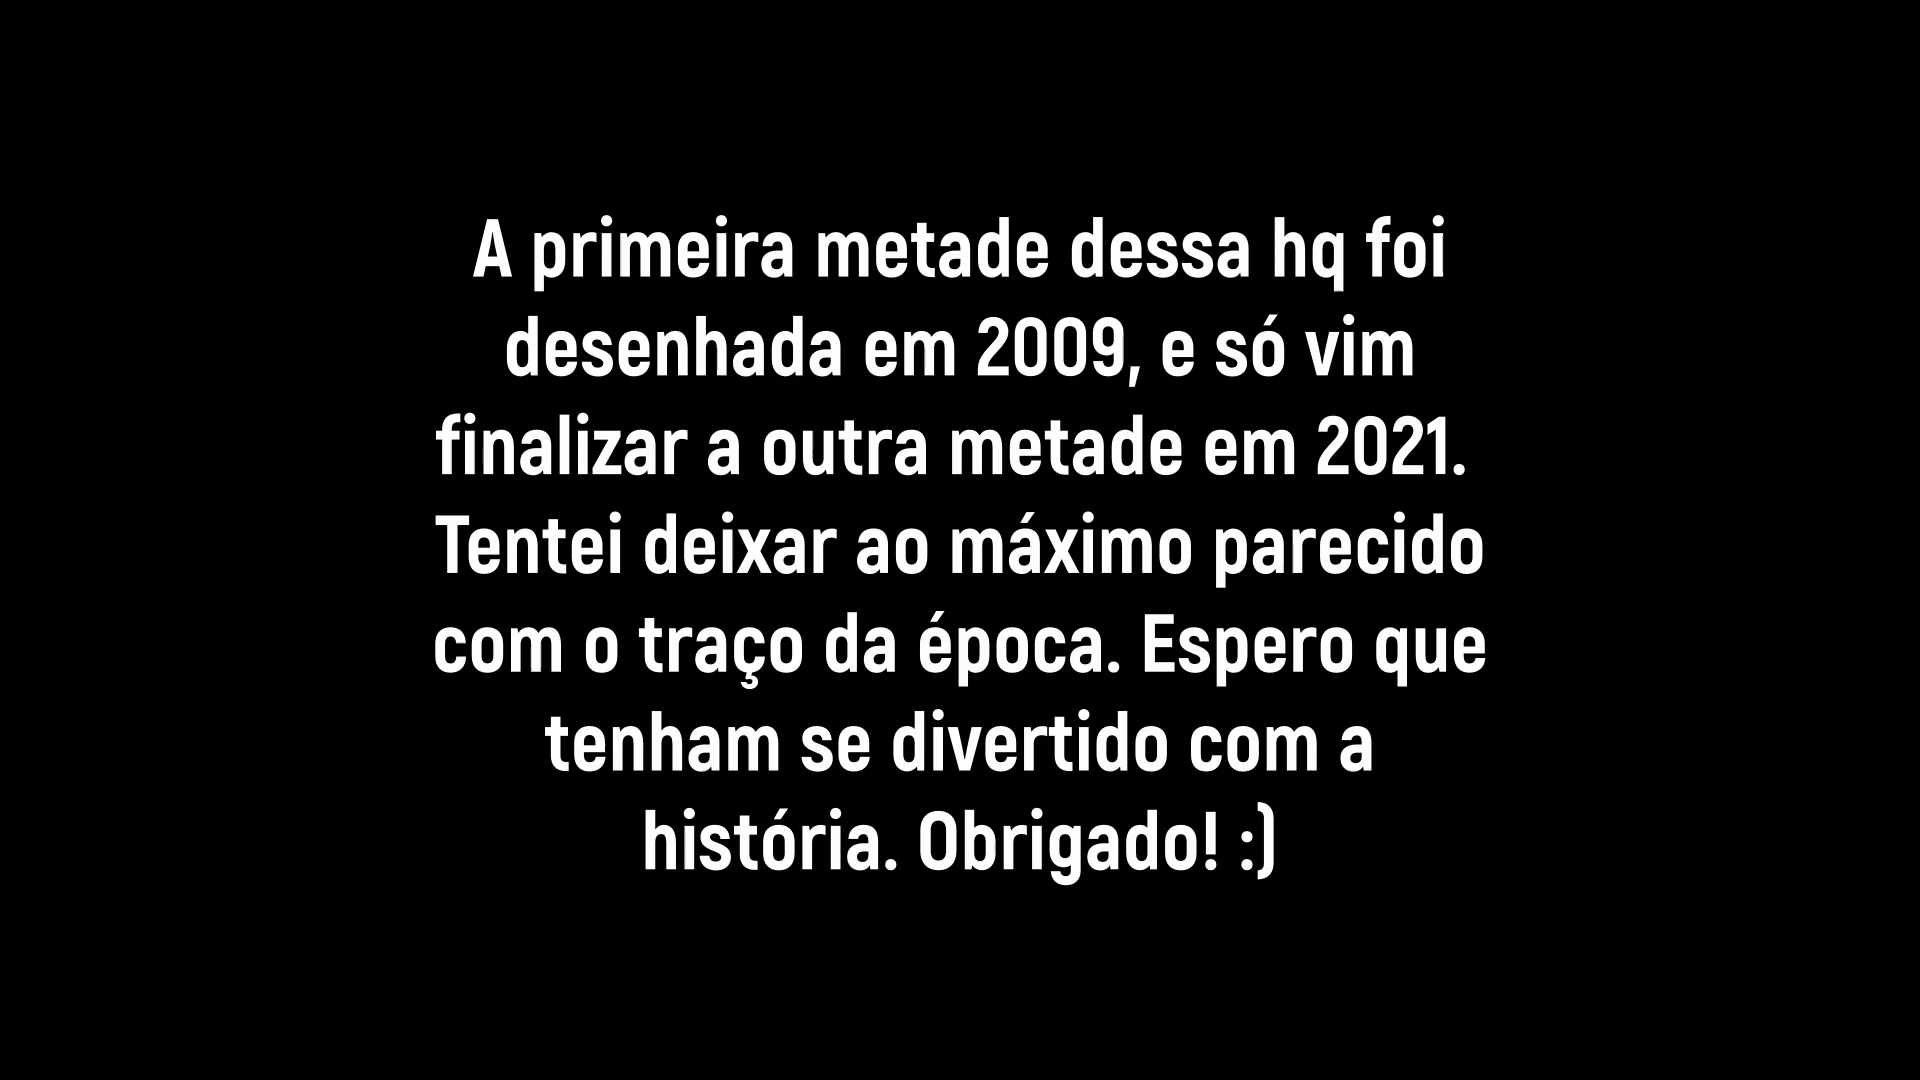 A primeira metade dessa hq foi
desenhada em 2009, e só vim
finalizar a outra metade em 2021.
Tentei deixar ao máximo parecido
com o traço da época. Espero que
tenham se divertido com a
história. Obrigado! :)